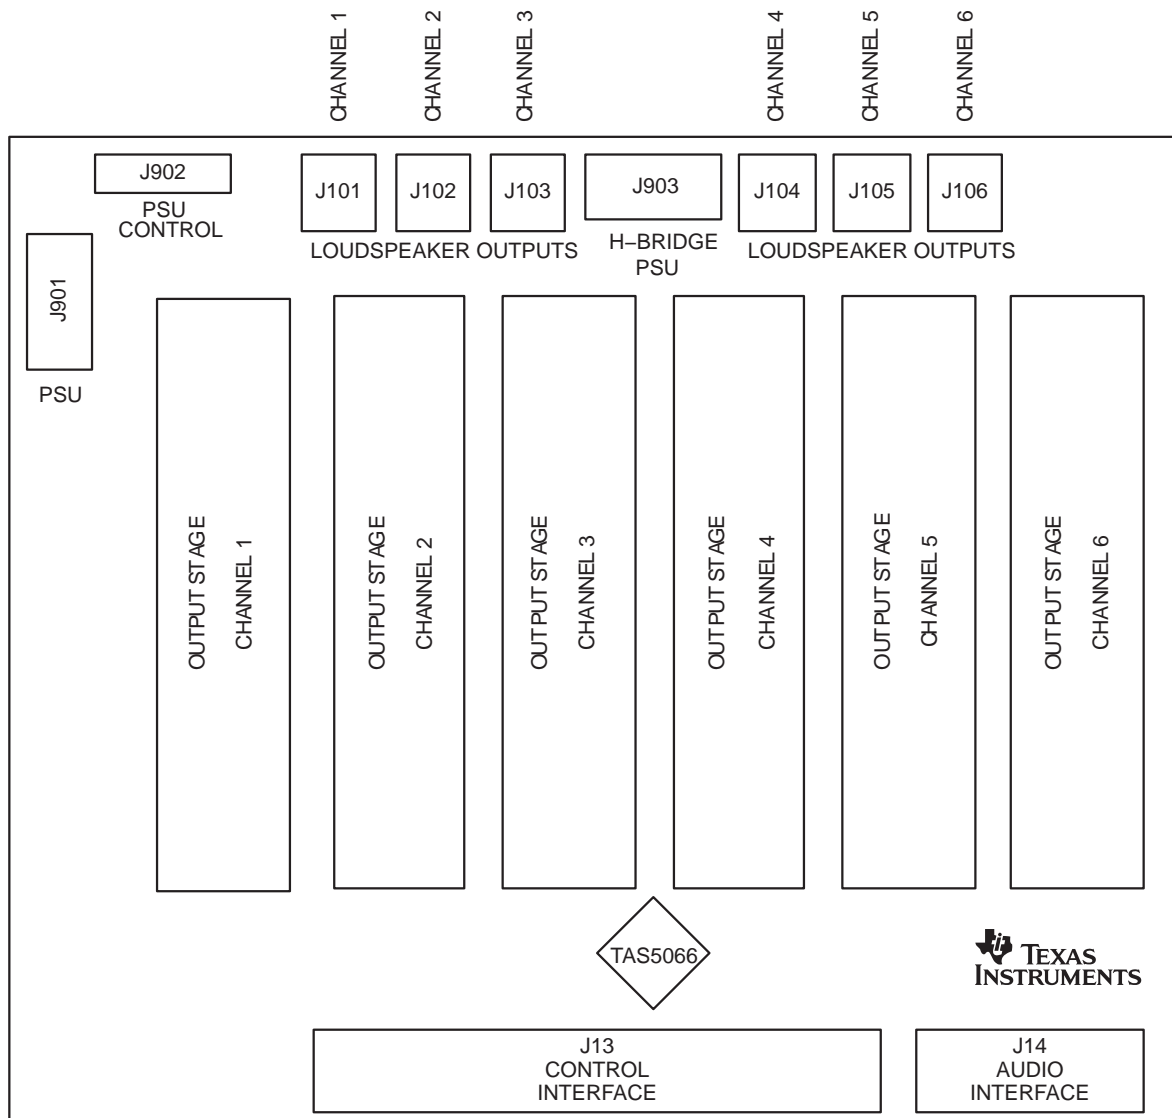 CHANNEL 1
CHANNEL 2
CHANNEL 3
CHANNEL 4
CHANNEL 5
CHANNEL 6
J902
PSU
CONTROL
J101
J102
J103
LOUDSPEAKER OUTPUTS
J903
H–BRIDGE
PSU
J104
J105
J106
LOUDSPEAKER OUTPUTS
J901
PSU
OUTPUT STAGE
CHANNEL 1
OUTPUT STAGE
CHANNEL 2
OUTPUT STAGE
CHANNEL 3
OUTPUT STAGE
CHANNEL 4
OUTPUT STAGE
CHANNEL 5
OUTPUT STAGE
CHANNEL 6
TAS5066
TEXAS
INSTRUMENTS
J13
CONTROL
INTERFACE
J14
AUDIO
INTERFACE